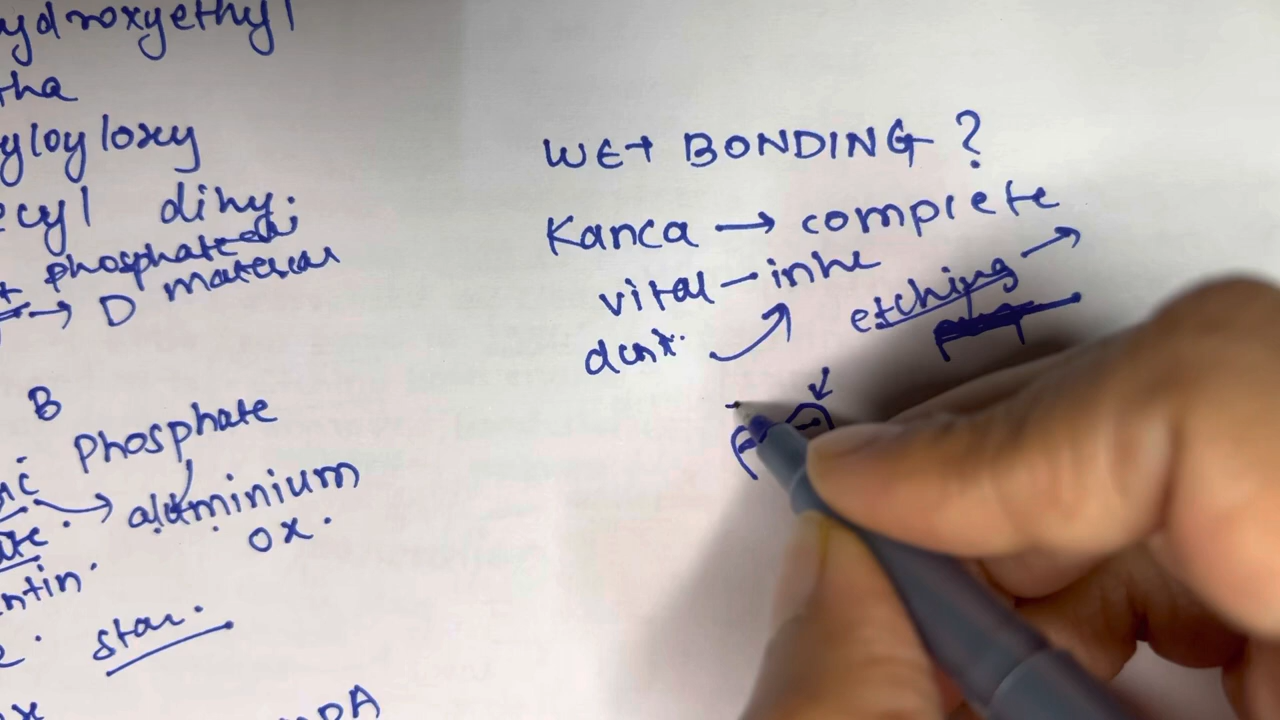 ydroxyethyl
tha
yloyloxy
ecyl dihy.
phosphate
→ D material
B
phosphate
→ aluminium
ox.
ntin.
star.
WET BONDING ?
Kanca → complete
vital - inhe
dent.
etching →